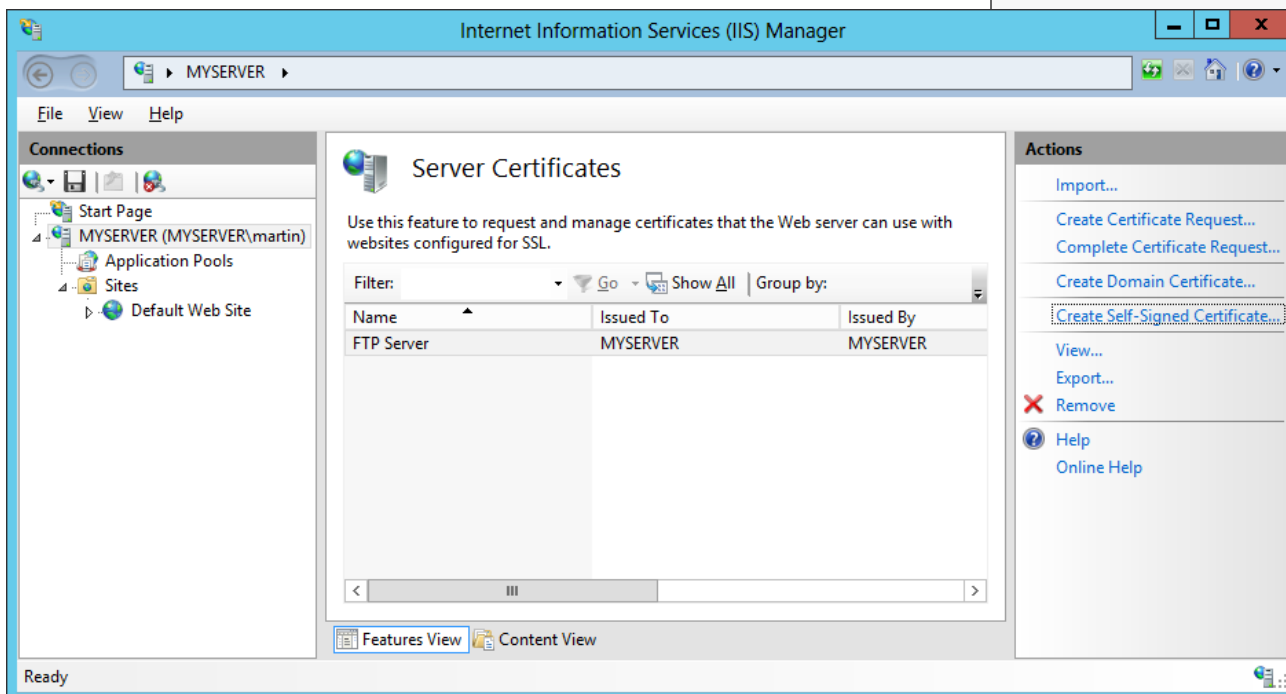 Internet Information Services (IIS) Manager
MYSERVER
File View Help
Connections
Start Page
MYSERVER (MYSERVER\martin)
Application Pools
Sites
Default Web Site
Server Certificates
Use this feature to request and manage certificates that the Web server can use with
websites configured for SSL.
Filter: Go Show All Group by:
Name Issued To Issued By
FTP Server MYSERVER MYSERVER
Features View Content View
Actions
Import...
Create Certificate Request...
Complete Certificate Request...
Create Domain Certificate...
Create Self-Signed Certificate...
View...
Export...
Remove
Help
Online Help
Ready